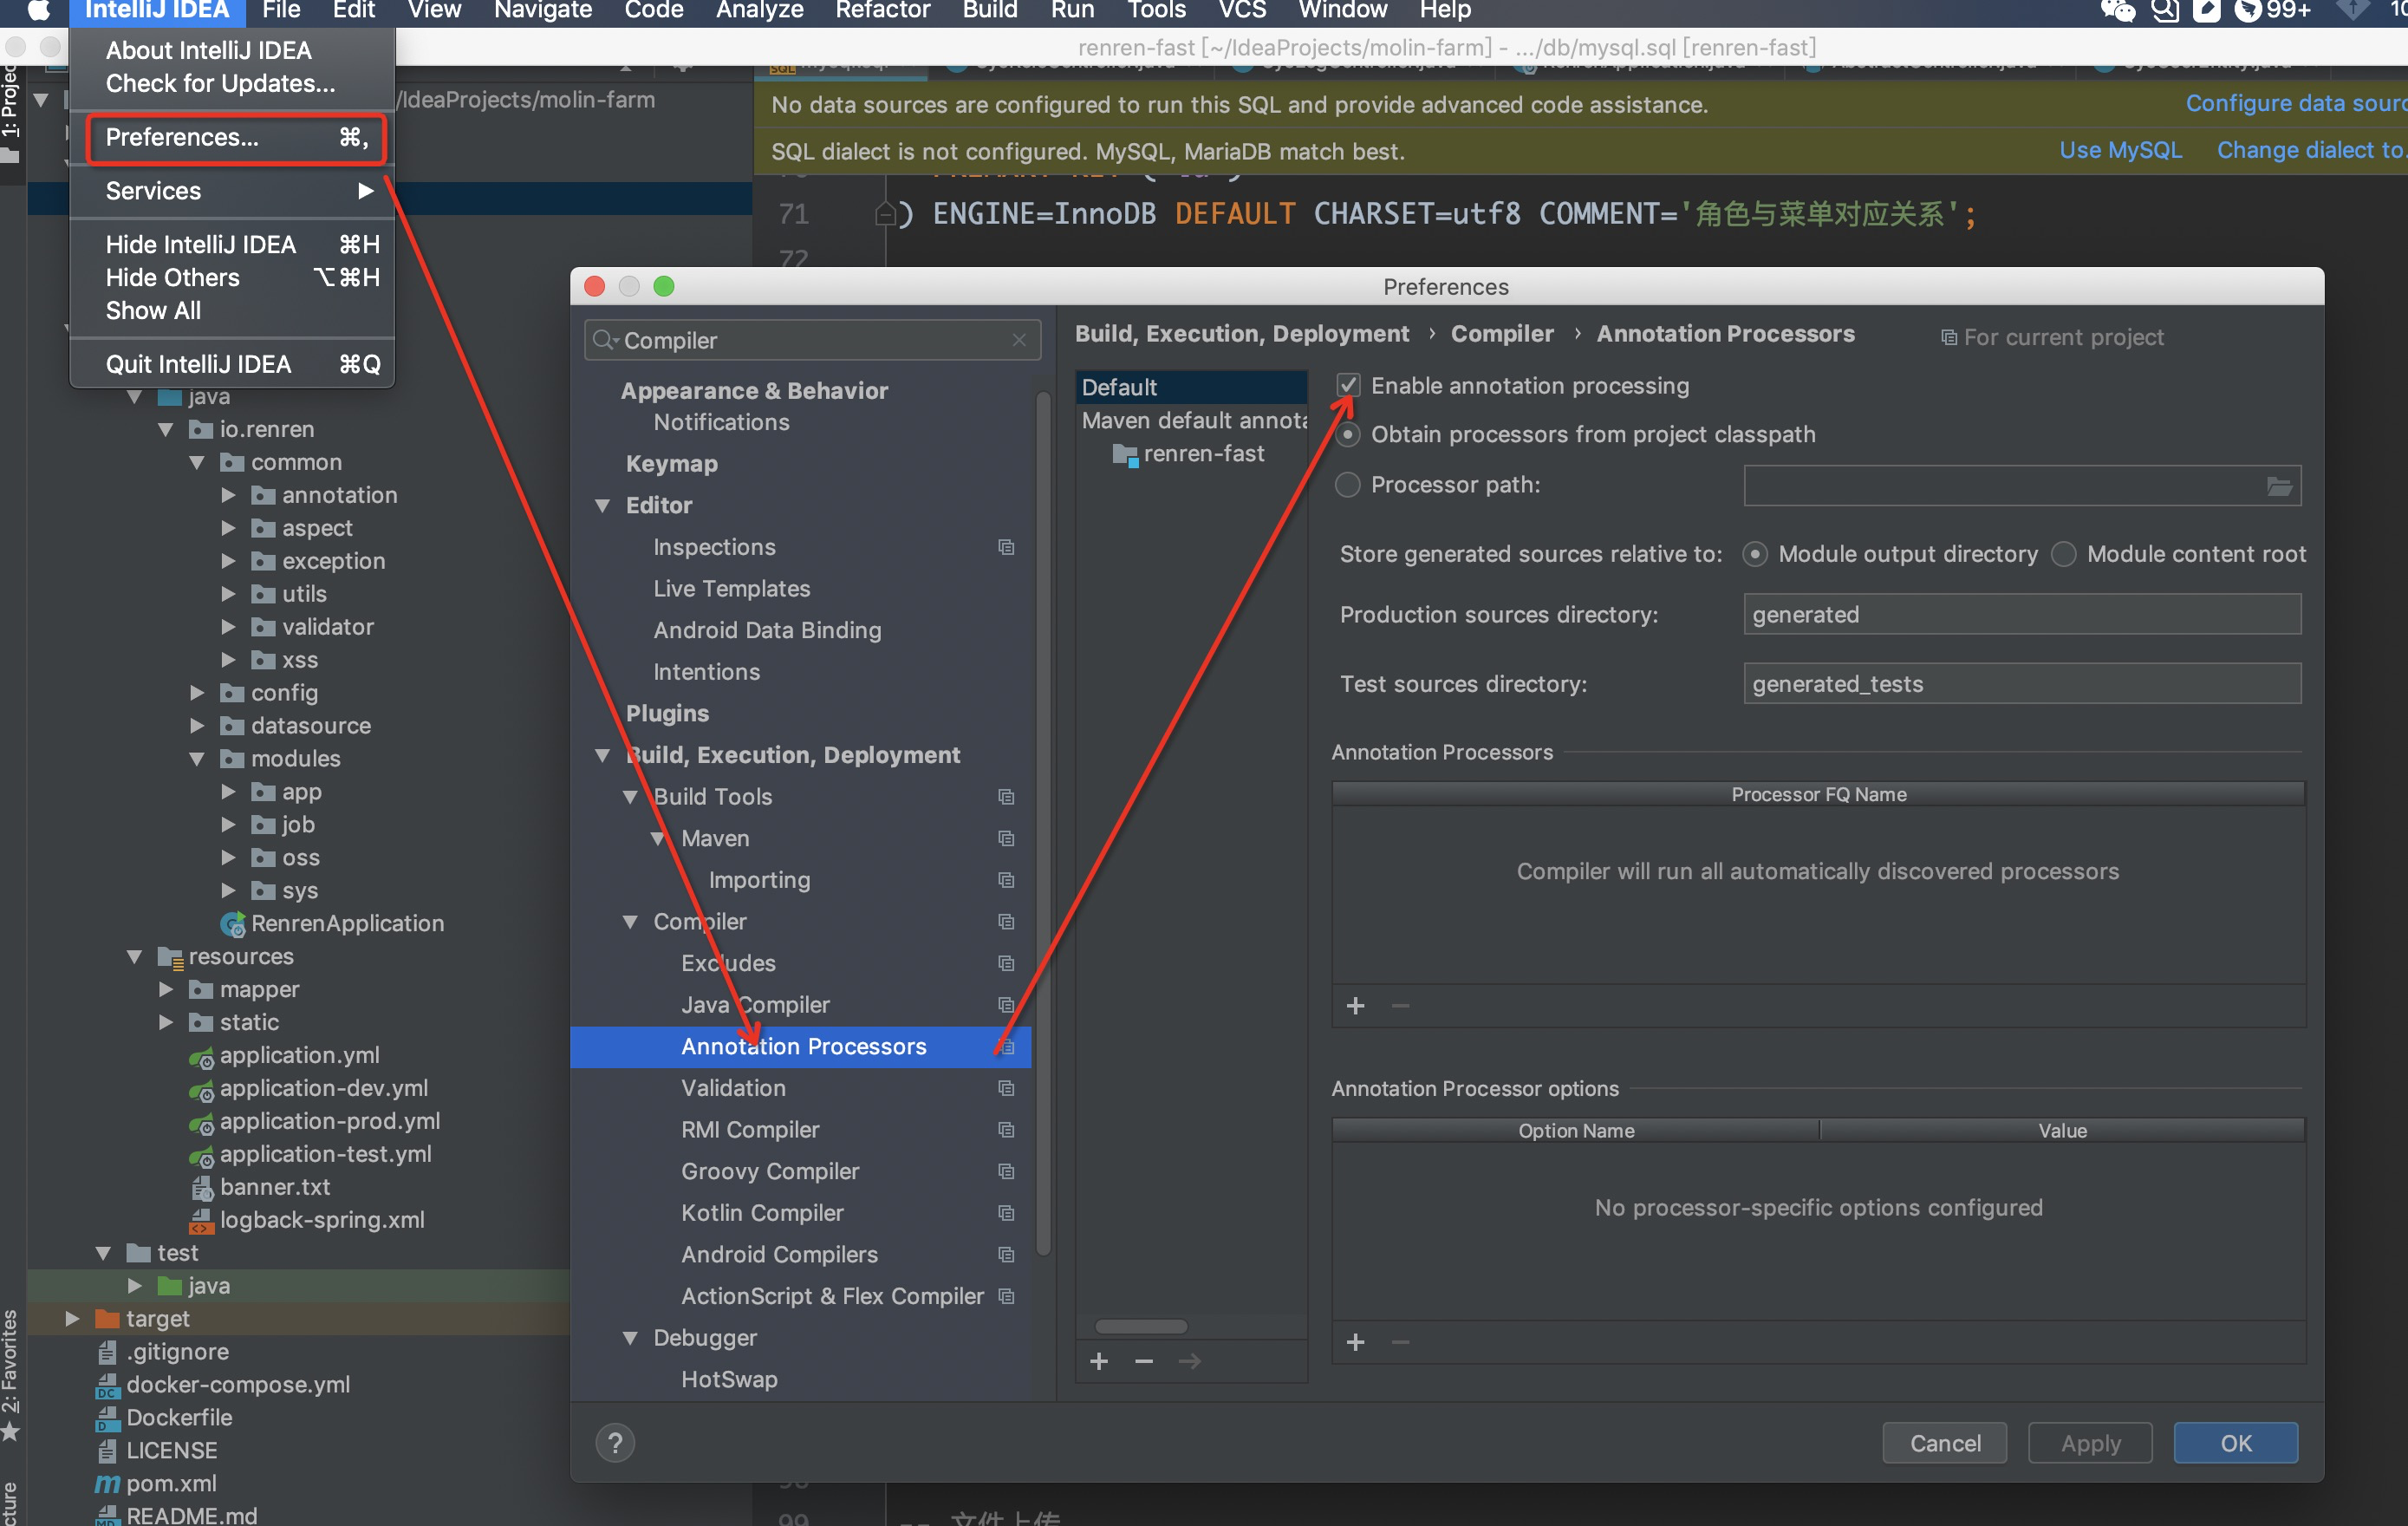 IntelliJ IDEA File Edit View Navigate Code Analyze Refactor Build Run Tools VCS Window Help 99+
renren-fast [~/IdeaProjects/molin-farm] - .../db/mysql.sql [renren-fast]
About IntelliJ IDEA
Check for Updates...
Preferences... ⌘,
Services
Hide IntelliJ IDEA ⌘H
Hide Others ⌥⌘H
Show All
Quit IntelliJ IDEA ⌘Q
/IdeaProjects/molin-farm
1: Project
2: Favorites
java
io.renren
common
annotation
aspect
exception
utils
validator
xss
config
datasource
modules
app
job
oss
sys
RenrenApplication
resources
mapper
static
application.yml
application-dev.yml
application-prod.yml
application-test.yml
banner.txt
logback-spring.xml
test
java
target
.gitignore
docker-compose.yml
Dockerfile
LICENSE
pom.xml
README.md
No data sources are configured to run this SQL and provide advanced code assistance. Configure data sour
SQL dialect is not configured. MySQL, MariaDB match best. Use MySQL Change dialect to
71 ) ENGINE=InnoDB DEFAULT CHARSET=utf8 COMMENT='角色与菜单对应关系';
72
Preferences
Compiler
Appearance & Behavior
Notifications
Keymap
Editor
Inspections
Live Templates
Android Data Binding
Intentions
Plugins
Build, Execution, Deployment
Build Tools
Maven
Importing
Compiler
Excludes
Java Compiler
Annotation Processors
Validation
RMI Compiler
Groovy Compiler
Kotlin Compiler
Android Compilers
ActionScript & Flex Compiler
Debugger
HotSwap
Build, Execution, Deployment › Compiler › Annotation Processors For current project
Default
Maven default annota
renren-fast
Enable annotation processing
Obtain processors from project classpath
Processor path:
Store generated sources relative to: Module output directory Module content root
Production sources directory: generated
Test sources directory: generated_tests
Annotation Processors
Processor FQ Name
Compiler will run all automatically discovered processors
Annotation Processor options
Option Name Value
No processor-specific options configured
? Cancel Apply OK
99 -- 文件上传